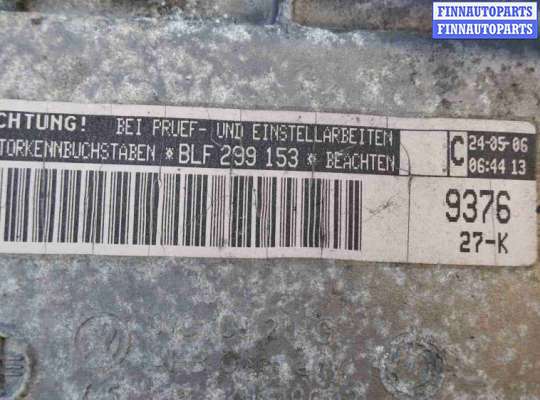 FINNAUTOPARTS
FINNAUTOPARTS
CHTUNG! BEI PRUEF- UND EINSTELLARBEITEN
TORKENNBUCHSTABEN *BLF 299 153* BEACHTEN
C 24-05-06
06:44 13
9376
27-K